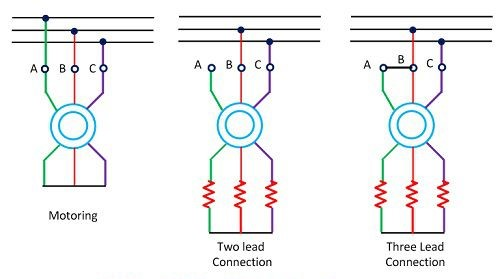 A B C
A B C
A B C
Motoring
Two lead
Connection
Three Lead
Connection